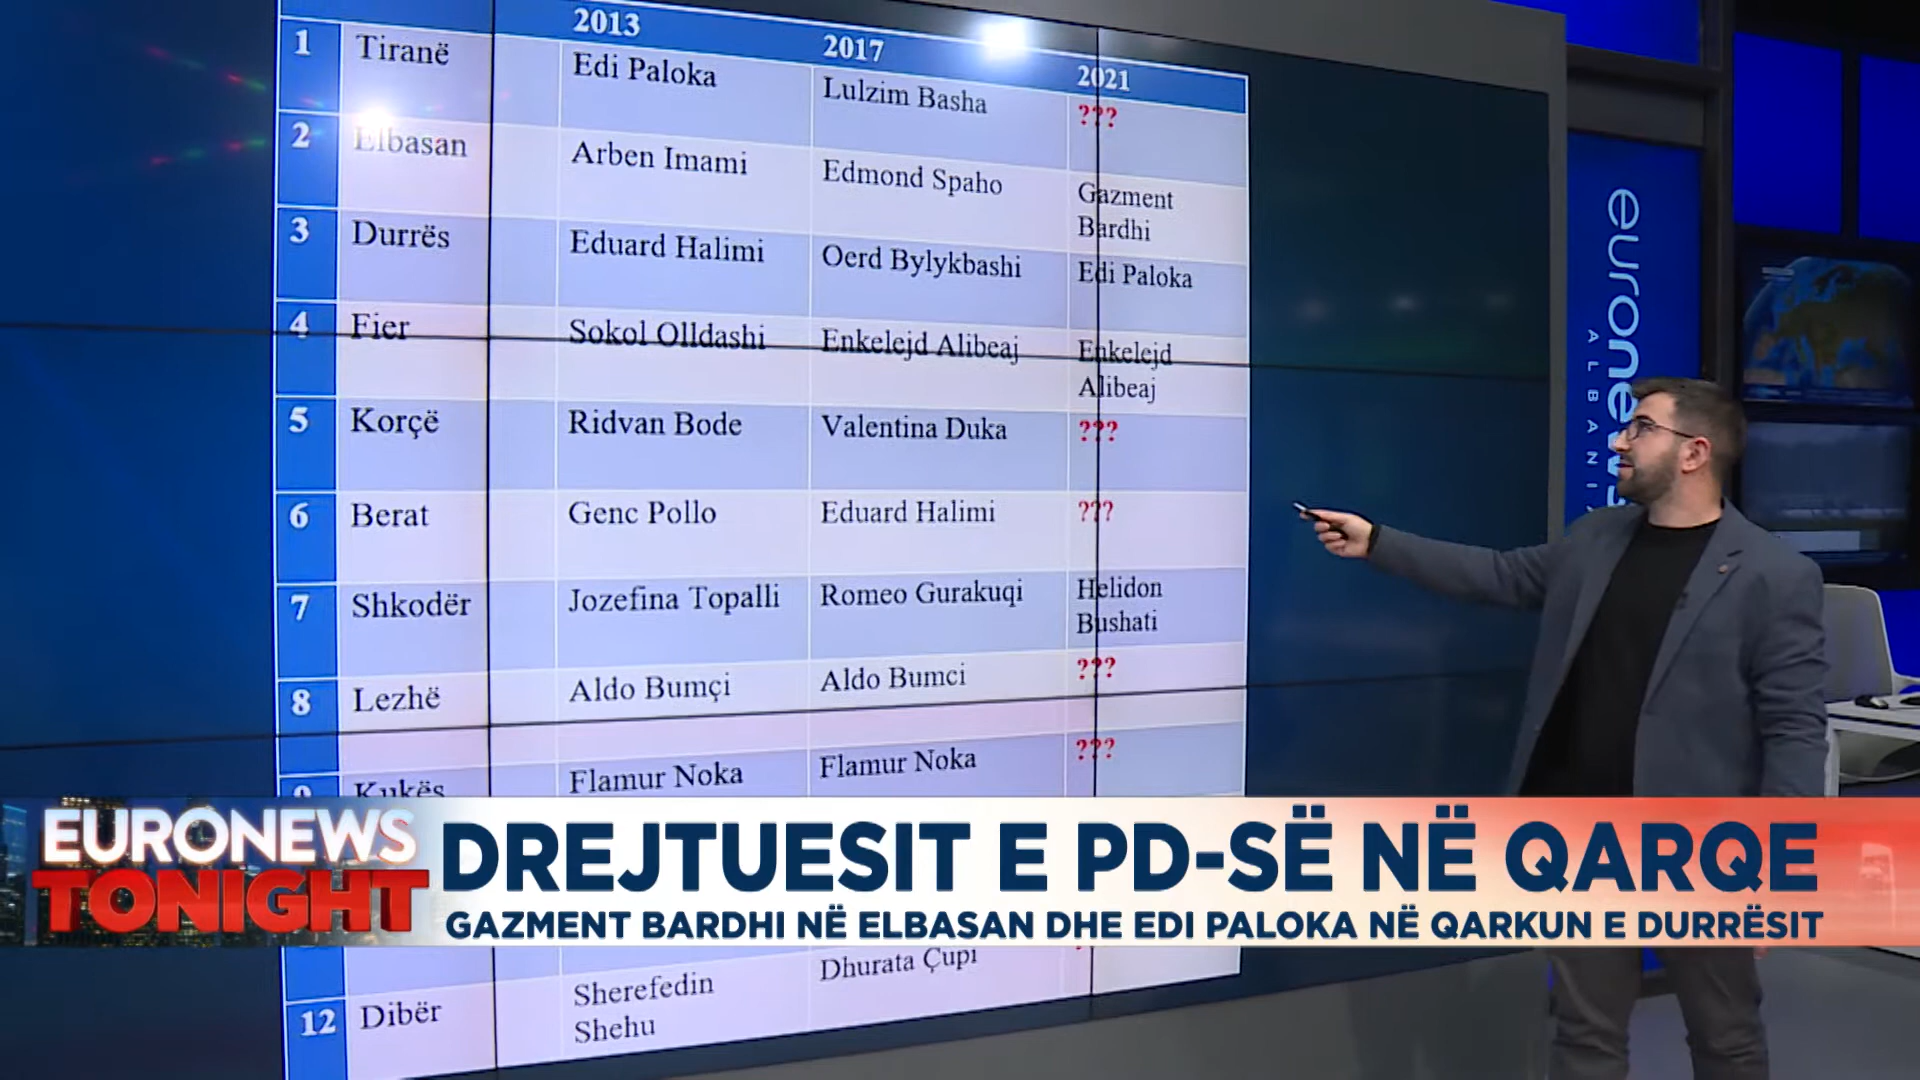 2013 2017 2021
1 Tiranë Edi Paloka Lulzim Basha ???
2 Elbasan Arben Imami Edmond Spaho Gazment
Bardhi
3 Durrës Eduard Halimi Oerd Bylykbashi Edi Paloka
4 Fier Sokol Olldashi Enkelejd Alibeaj Enkelejd
Alibeaj
5 Korçë Ridvan Bode Valentina Duka ???
6 Berat Genc Pollo Eduard Halimi ???
7 Shkodër Jozefina Topalli Romeo Gurakuqi Helidon
Bushati
8 Lezhë Aldo Bumçi Aldo Bumci ???
9 Kukës Flamur Noka Flamur Noka ???
12 Dibër Sherefedin Dhurata Çupi
Shehu
euronews
ALBANIA
EURONEWS
TONIGHT
DREJTUESIT E PD-SË NË QARQE
GAZMENT BARDHI NË ELBASAN DHE EDI PALOKA NË QARKUN E DURRËSIT